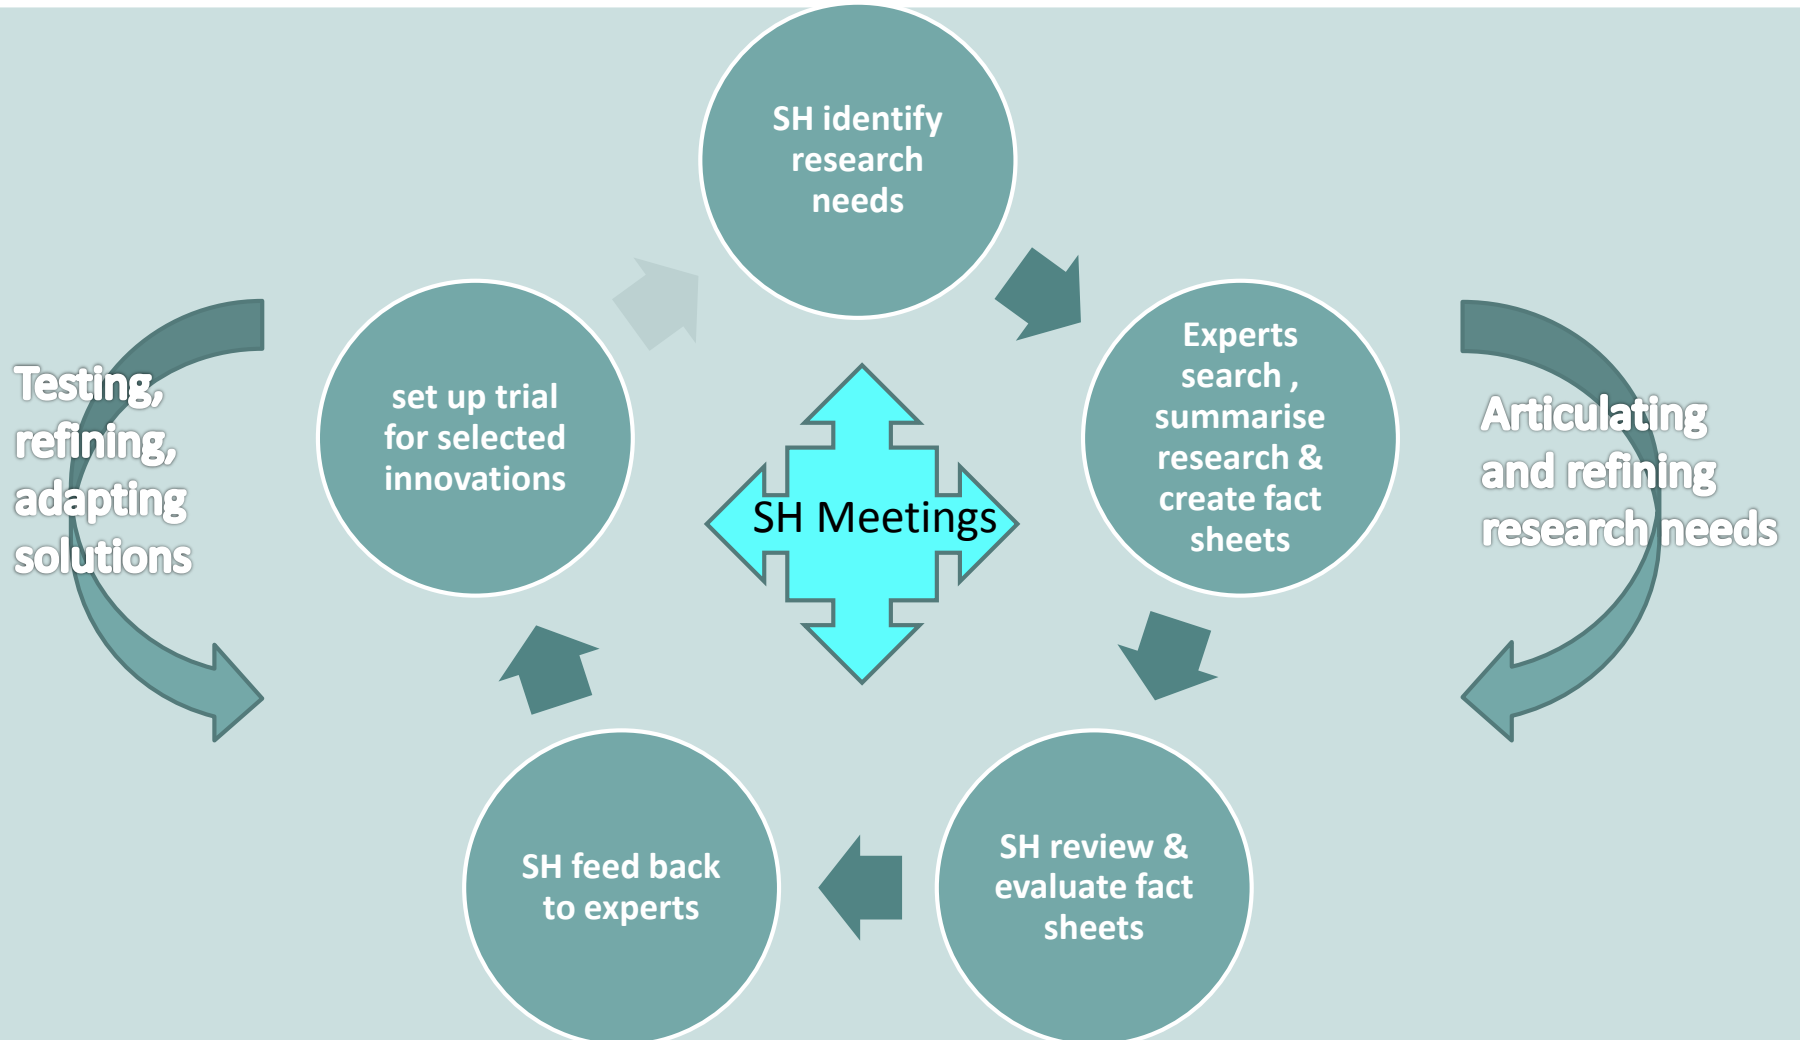 SH identify
research
needs
Experts
search ,
summarise
research &
create fact
sheets
SH review &
evaluate fact
sheets
SH feed back
to experts
set up trial
for selected
innovations
SH Meetings
Testing,
refining,
adapting
solutions
Articulating
and refining
research needs